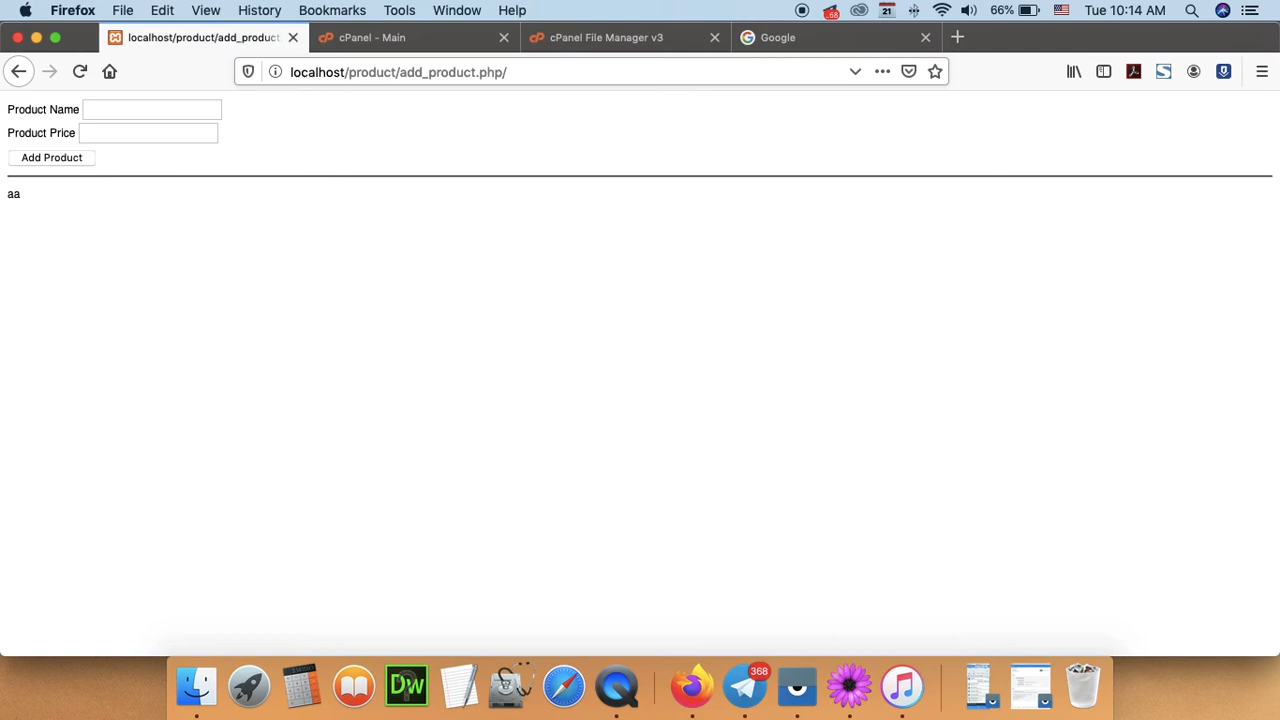 Firefox File Edit View History Bookmarks Tools Window Help 66% Tue 10:14 AM
localhost/product/add_product cPanel - Main cPanel File Manager v3 Google
localhost/product/add_product.php/
Product Name
Product Price
Add Product
aa
Dw 368